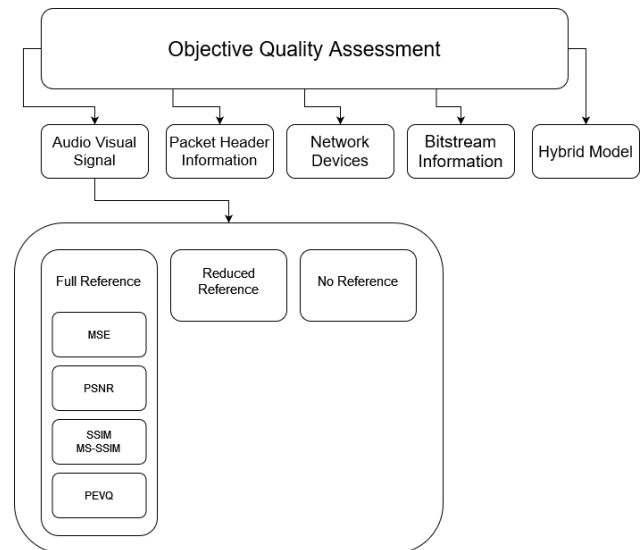 Objective Quality Assessment
Audio Visual
Signal
Packet Header
Information
Network
Devices
Bitstream
Information
Hybrid Model
Full Reference
Reduced
Reference
No Reference
MSE
PSNR
SSIM
MS-SSIM
PEVQ